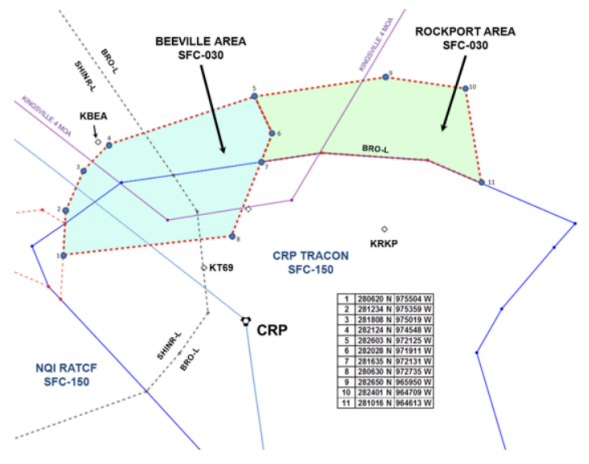 ROCKPORT AREA
SFC-030
BEEVILLE AREA
SFC-030
KINGSVILLE 4 MOA
BRO-L
SHINR-L
KINGSVILLE 4 MOA
KBEA
1
2
3
4
5
6
7
8
9
10
11
BRO-L
KT69
CRP TRACON
SFC-150
KRKP
CRP
SHINR-L
BRO-L
NQI RATCF
SFC-150
1 280620 N 975504 W
2 281234 N 975359 W
3 281808 N 975019 W
4 282124 N 974548 W
5 282603 N 972125 W
6 282028 N 971911 W
7 281635 N 972131 W
8 280630 N 972735 W
9 282650 N 965950 W
10 282401 N 964709 W
11 281016 N 964613 W